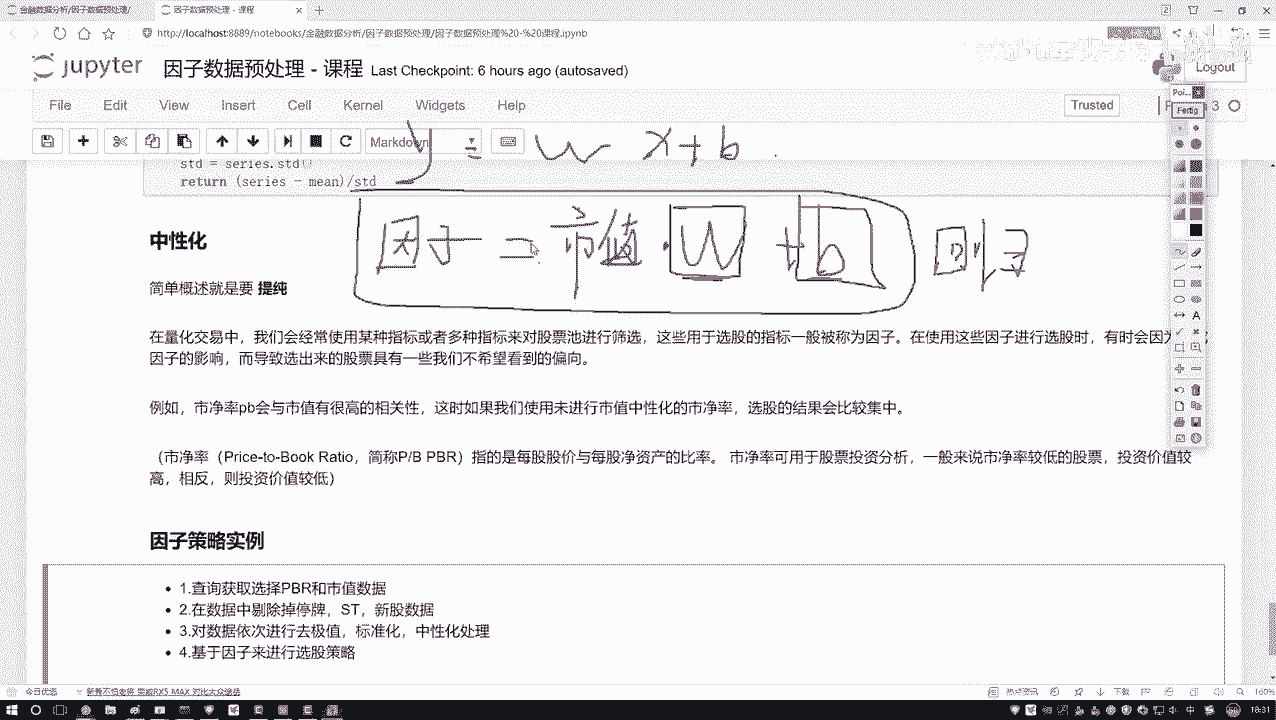 金融数据分析/因子数据预处理/
因子数据预处理 - 课程
2
http://localhost:8889/notebooks/金融数据分析/因子数据预处理/因子数据预处理%20-%20课程.ipynb
jupyter 因子数据预处理 - 课程 Last Checkpoint: 6 hours ago (autosaved)
Logout
File Edit View Insert Cell Kernel Widgets Help
Trusted
3
Markdown
y = w x + b
std = series.std()
return (series - mean)/std
因子 = 市值 · W + b
中性化
简单概述就是要 提纯
在量化交易中，我们会经常使用某种指标或者多种指标来对股票池进行筛选，这些用于选股的指标一般被称为因子。在使用这些因子进行选股时，有时会因为
因子的影响，而导致选出来的股票具有一些我们不希望看到的偏向。
例如，市净率pb会与市值有很高的相关性，这时如果我们使用未进行市值中性化的市净率，选股的结果会比较集中。
（市净率（Price-to-Book Ratio，简称P/B PBR）指的是每股股价与每股净资产的比率。 市净率可用于股票投资分析，一般来说市净率较低的股票，投资价值较
高，相反，则投资价值较低）
因子策略实例
1.查询获取选择PBR和市值数据
2.在数据中剔除掉停牌，ST，新股数据
3.对数据依次进行去极值，标准化，中性化处理
4.基于因子来进行选股策略
Poi...
Fertig
今日优选
热点资讯
下载
160%
中
18:31